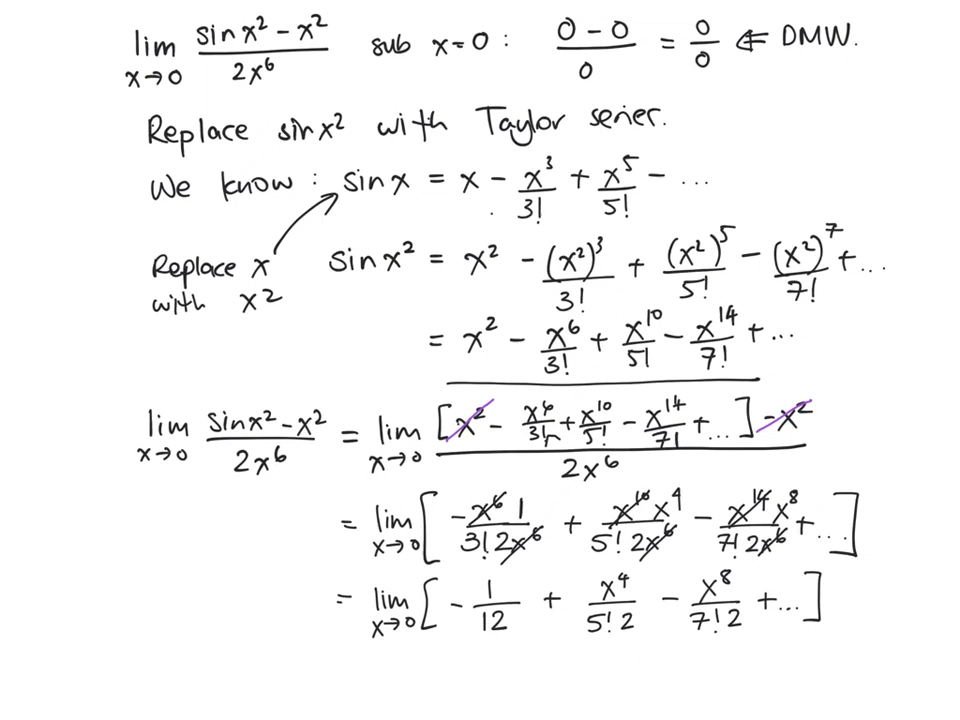 lim x→0 (sin x² - x²)/(2x⁶) sub x=0 : (0 - 0)/0 = 0/0 ⇐ DMW.
Replace sin x² with Taylor series.
We know : sin x = x - x³/3! + x⁵/5! - ...
Replace x with x² sin x² = x² - (x²)³/3! + (x²)⁵/5! - (x²)⁷/7! + ...
= x² - x⁶/3! + x¹⁰/5! - x¹⁴/7! + ...
lim x→0 (sin x² - x²)/(2x⁶) = lim x→0 ([x² - x⁶/3! + x¹⁰/5! - x¹⁴/7! + ...] - x²)/(2x⁶)
= lim x→0 [ -x⁶ 1/(3! 2x⁶) + x¹⁰ x⁴/(5! 2x⁶) - x¹⁴ x⁸/(7! 2x⁶) + ... ]
= lim x→0 [ - 1/12 + x⁴/(5! 2) - x⁸/(7! 2) + ... ]